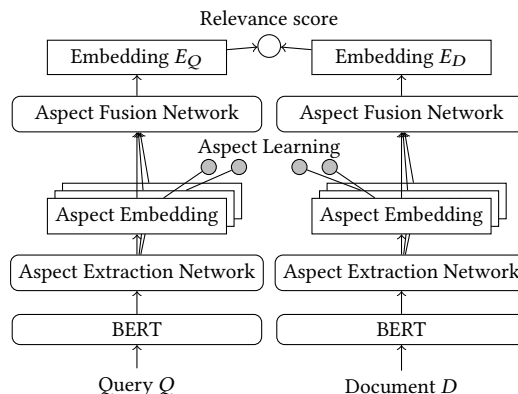 Relevance score
Embedding E_Q Embedding E_D
Aspect Fusion Network Aspect Fusion Network
Aspect Learning
Aspect Embedding Aspect Embedding
Aspect Extraction Network Aspect Extraction Network
BERT BERT
Query Q Document D